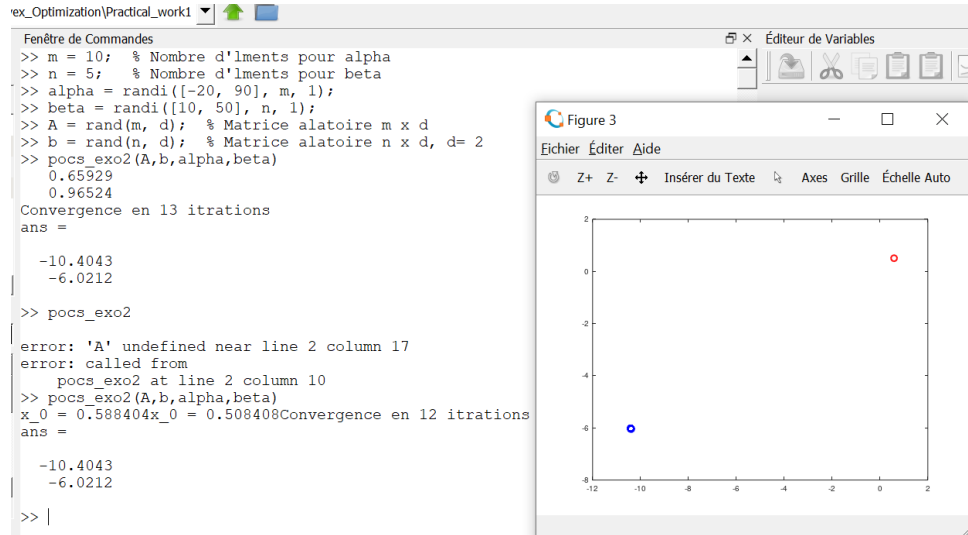 vex_Optimization\Practical_work1
Fenêtre de Commandes
Éditeur de Variables
>> m = 10;  % Nombre d'lments pour alpha
>> n = 5;   % Nombre d'lments pour beta
>> alpha = randi([-20, 90], m, 1);
>> beta = randi([10, 50], n, 1);
>> A = rand(m, d);  % Matrice alatoire m x d
>> b = rand(n, d);  % Matrice alatoire n x d, d= 2
>> pocs_exo2(A,b,alpha,beta)
0.65929
0.96524
Convergence en 13 itrations
ans =
-10.4043
-6.0212
>> pocs_exo2
error: 'A' undefined near line 2 column 17
error: called from
pocs_exo2 at line 2 column 10
>> pocs_exo2(A,b,alpha,beta)
x_0 = 0.588404x_0 = 0.508408Convergence en 12 itrations
ans =
-10.4043
-6.0212
>>
Figure 3
Fichier Éditer Aide
Z+ Z- Insérer du Texte Axes Grille Échelle Auto
2
0
-2
-4
-6
-8
-12 -10 -8 -6 -4 -2 0 2